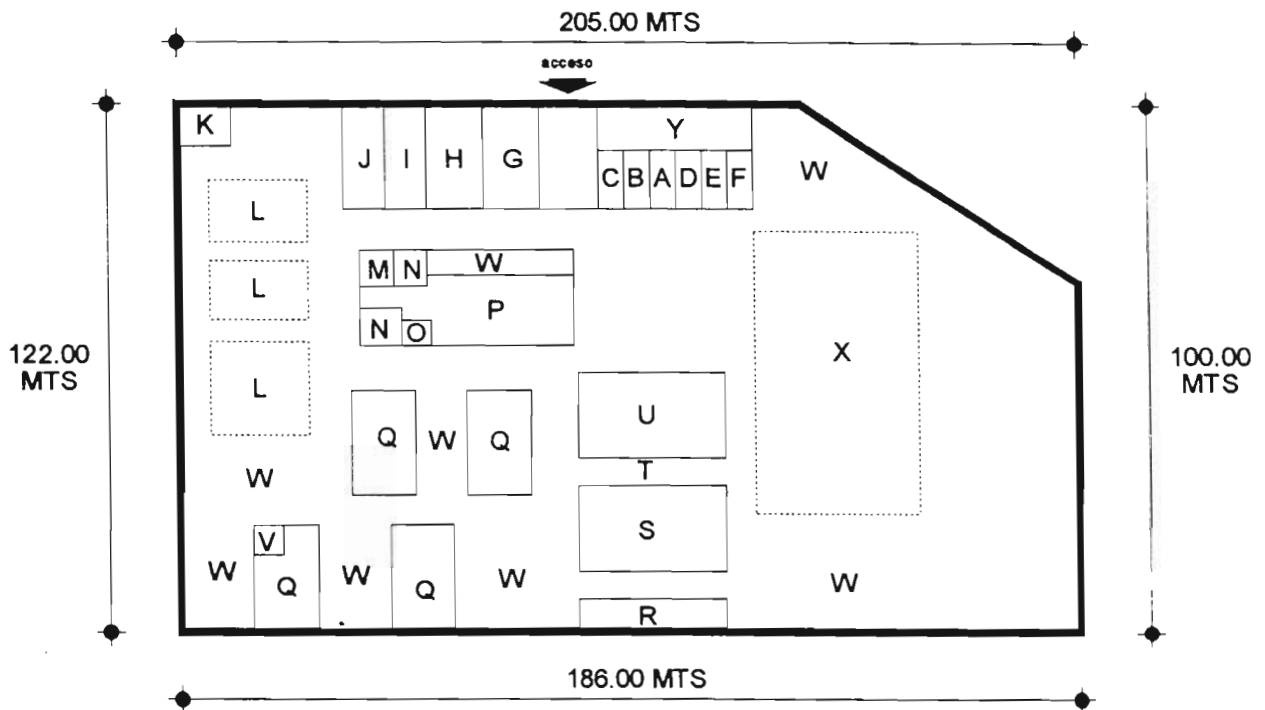 205.00 MTS
acceso
K
J I H G
Y
C B A D E F
W
L
M N W
P
L
N O
122.00
MTS
X
100.00
MTS
L
Q W Q
U
T
W
S
V
W Q W Q W
R
W
186.00 MTS